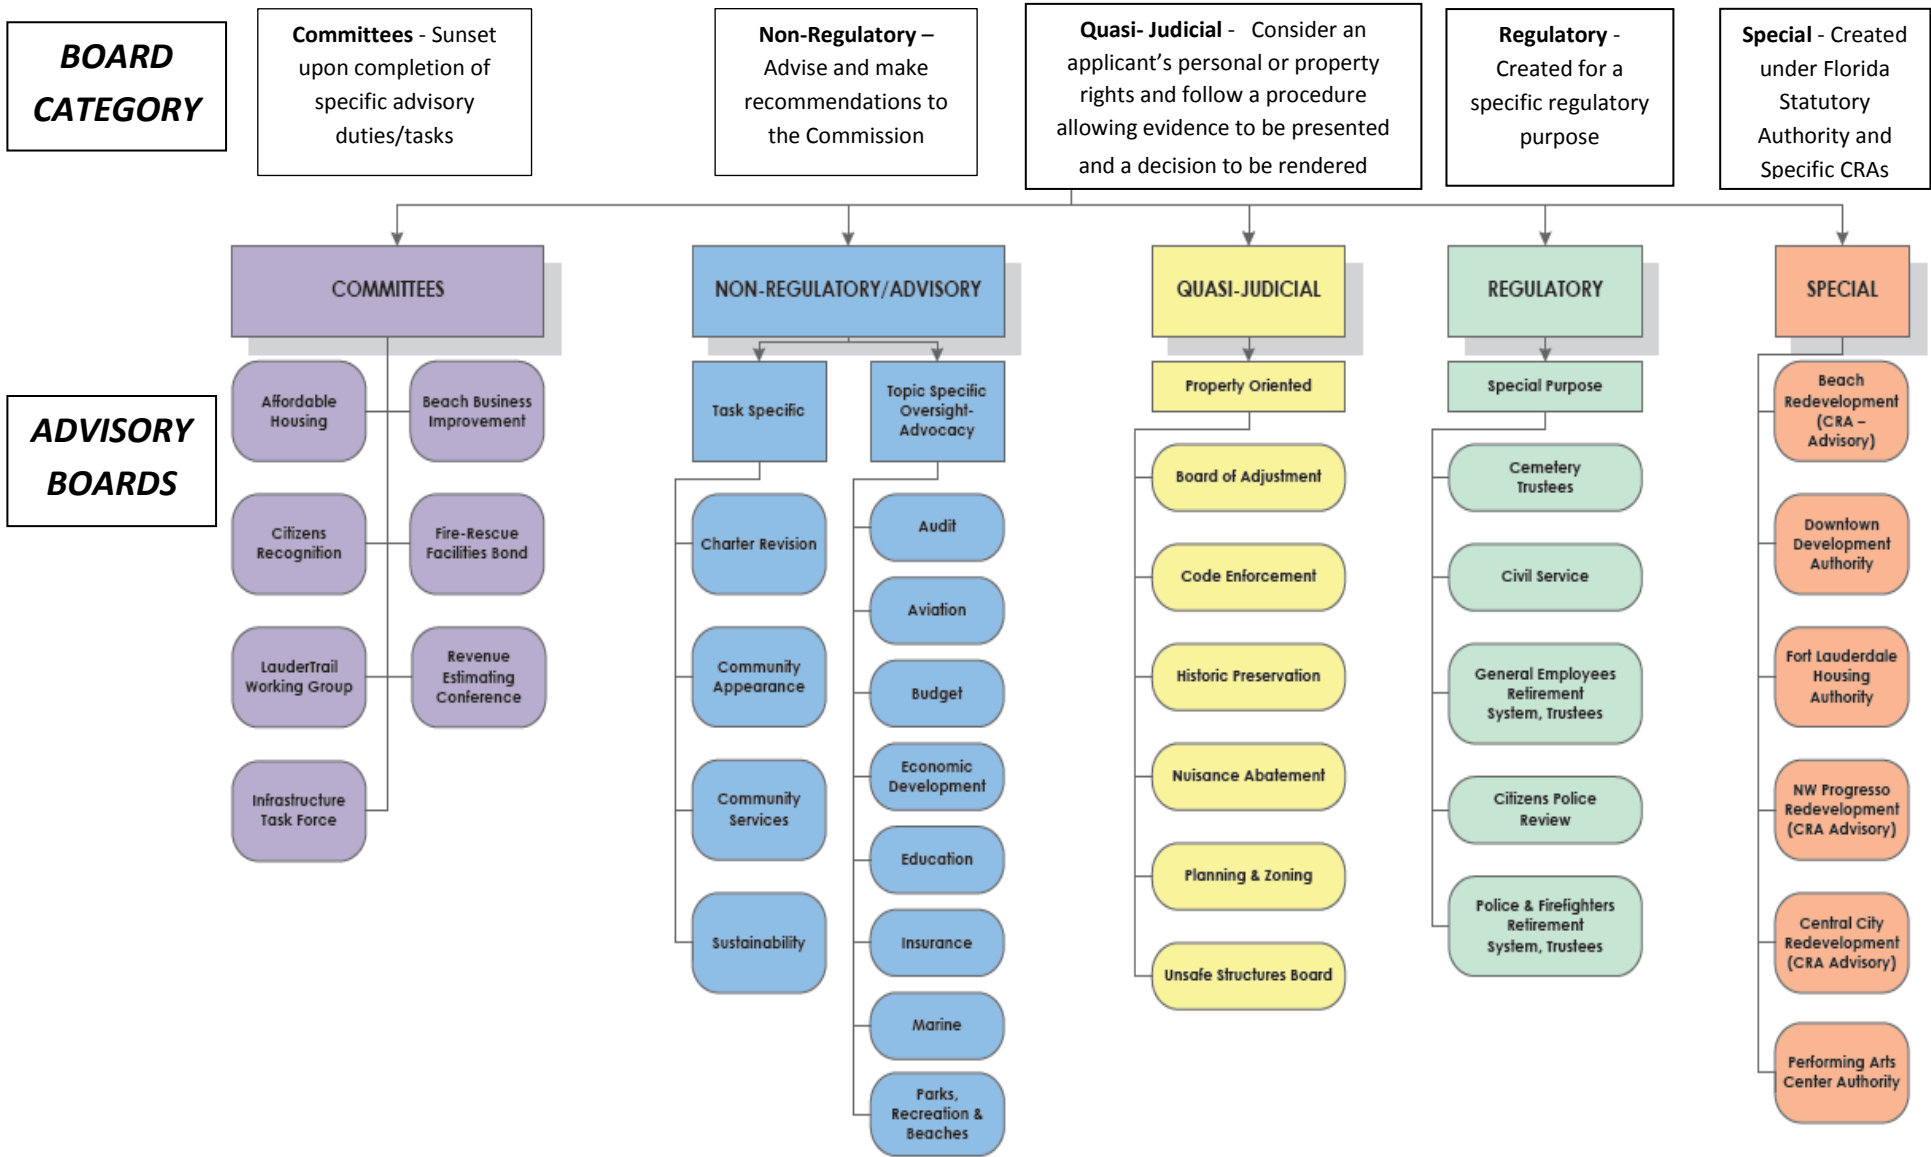 BOARD
CATEGORY
Committees - Sunset
upon completion of
specific advisory
duties/tasks
Non-Regulatory –
Advise and make
recommendations to
the Commission
Quasi- Judicial - Consider an
applicant’s personal or property
rights and follow a procedure
allowing evidence to be presented
and a decision to be rendered
Regulatory -
Created for a
specific regulatory
purpose
Special - Created
under Florida
Statutory
Authority and
Specific CRAs
COMMITTEES
NON-REGULATORY/ADVISORY
QUASI-JUDICIAL
REGULATORY
SPECIAL
ADVISORY
BOARDS
Affordable
Housing
Beach Business
Improvement
Citizens
Recognition
Fire-Rescue
Facilities Bond
LauderTrail
Working Group
Revenue
Estimating
Conference
Infrastructure
Task Force
Task Specific
Charter Revision
Community
Appearance
Community
Services
Sustainability
Topic Specific
Oversight-
Advocacy
Audit
Aviation
Budget
Economic
Development
Education
Insurance
Marine
Parks,
Recreation &
Beaches
Property Oriented
Board of Adjustment
Code Enforcement
Historic Preservation
Nuisance Abatement
Planning & Zoning
Unsafe Structures Board
Special Purpose
Cemetery
Trustees
Civil Service
General Employees
Retirement
System, Trustees
Citizens Police
Review
Police & Firefighters
Retirement
System, Trustees
Beach
Redevelopment
(CRA –
Advisory)
Downtown
Development
Authority
Fort Lauderdale
Housing
Authority
NW Progresso
Redevelopment
(CRA Advisory)
Central City
Redevelopment
(CRA Advisory)
Performing Arts
Center Authority